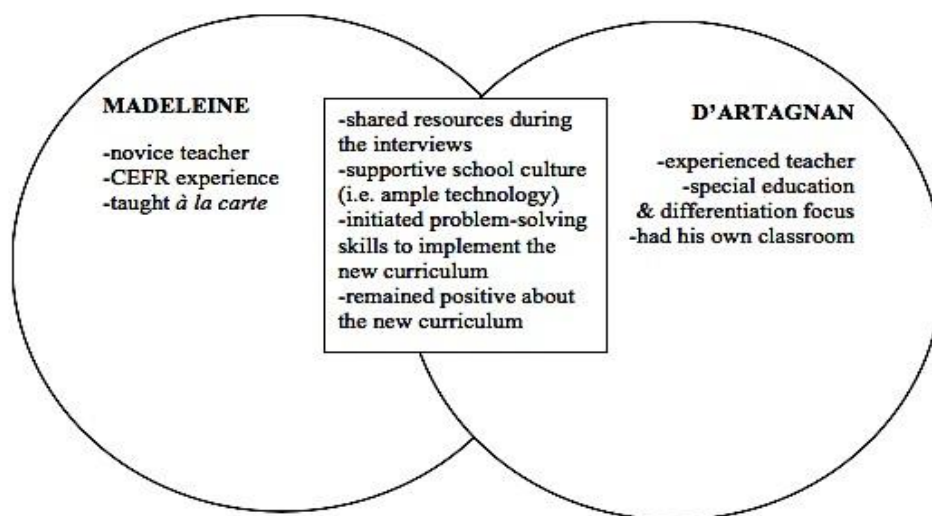 MADELEINE
-novice teacher
-CEFR experience
-taught à la carte
-shared resources during
the interviews
-supportive school culture
(i.e. ample technology)
-initiated problem-solving
skills to implement the
new curriculum
-remained positive about
the new curriculum
D’ARTAGNAN
-experienced teacher
-special education
& differentiation focus
-had his own classroom